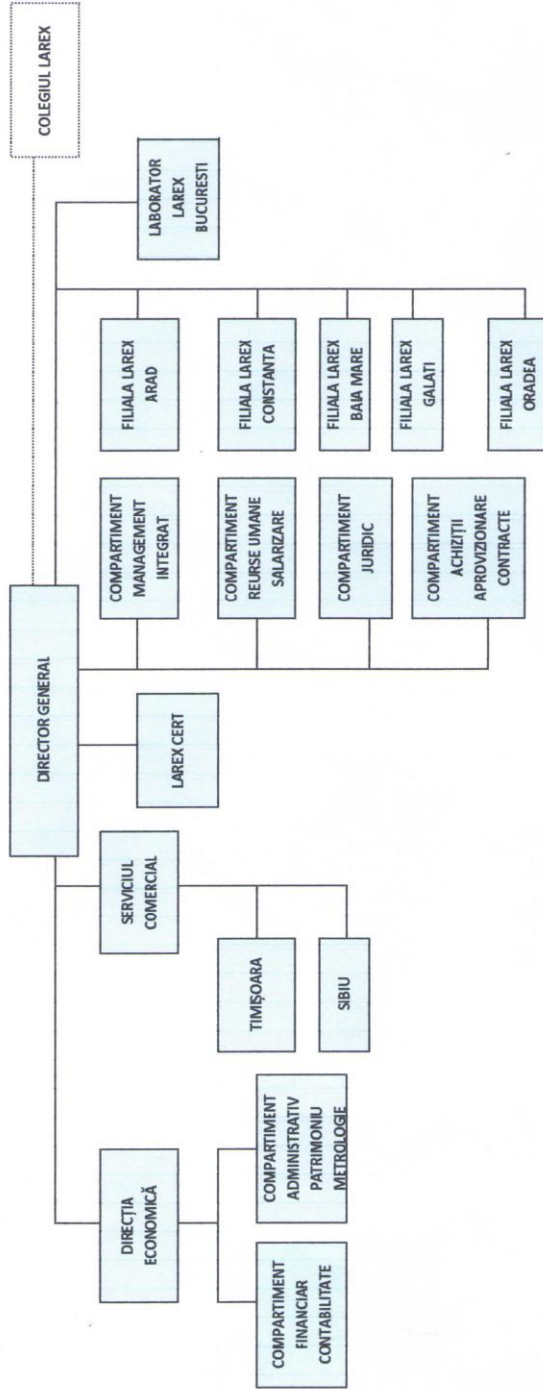 COLEGIUL LAREX
DIRECTOR GENERAL
DIRECȚIA
ECONOMICĂ
SERVICIUL
COMERCIAL
LAREX CERT
COMPARTIMENT
MANAGEMENT
INTEGRAT
FILIALA LAREX
ARAD
LABORATOR
LAREX
BUCURESTI
COMPARTIMENT
FINANCIAR
CONTABILITATE
COMPARTIMENT
ADMINISTRATIV
PATRIMONIU
METROLOGIE
TIMIȘOARA
COMPARTIMENT
REURSE UMANE
SALARIZARE
FILIALA LAREX
CONSTANTA
SIBIU
COMPARTIMENT
JURIDIC
FILIALA LAREX
BAIA MARE
COMPARTIMENT
ACHIZIȚII
APROVIZIONARE
CONTRACTE
FILIALA LAREX
GALATI
FILIALA LAREX
ORADEA